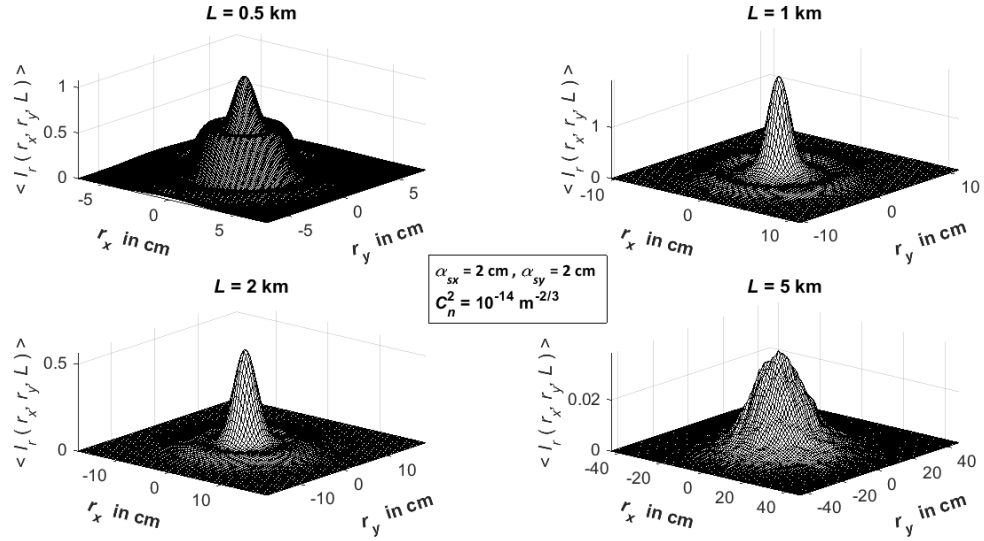 L = 0.5 km
< I_r ( r_x, r_y, L ) >
1
0.5
0
-5
0
5
r_x in cm
-5
0
5
r_y in cm
L = 1 km
< I_r ( r_x, r_y, L ) >
1
0
-10
0
10
r_x in cm
-10
0
10
r_y in cm
α_sx = 2 cm , α_sy = 2 cm
C_n^2 = 10^-14 m^-2/3
L = 2 km
< I_r ( r_x, r_y, L ) >
0.5
0
-10
0
10
r_x in cm
-10
0
10
r_y in cm
L = 5 km
< I_r ( r_x, r_y, L ) >
0.02
0
-40
-20
0
20
40
r_x in cm
-40
-20
0
20
40
r_y in cm